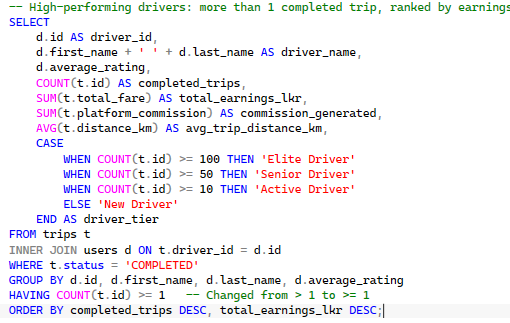 -- High-performing drivers: more than 1 completed trip, ranked by earnings
SELECT
    d.id AS driver_id,
    d.first_name + ' ' + d.last_name AS driver_name,
    d.average_rating,
    COUNT(t.id) AS completed_trips,
    SUM(t.total_fare) AS total_earnings_lkr,
    SUM(t.platform_commission) AS commission_generated,
    AVG(t.distance_km) AS avg_trip_distance_km,
    CASE
        WHEN COUNT(t.id) >= 100 THEN 'Elite Driver'
        WHEN COUNT(t.id) >= 50 THEN 'Senior Driver'
        WHEN COUNT(t.id) >= 10 THEN 'Active Driver'
        ELSE 'New Driver'
    END AS driver_tier
FROM trips t
INNER JOIN users d ON t.driver_id = d.id
WHERE t.status = 'COMPLETED'
GROUP BY d.id, d.first_name, d.last_name, d.average_rating
HAVING COUNT(t.id) >= 1   -- Changed from > 1 to >= 1
ORDER BY completed_trips DESC, total_earnings_lkr DESC;